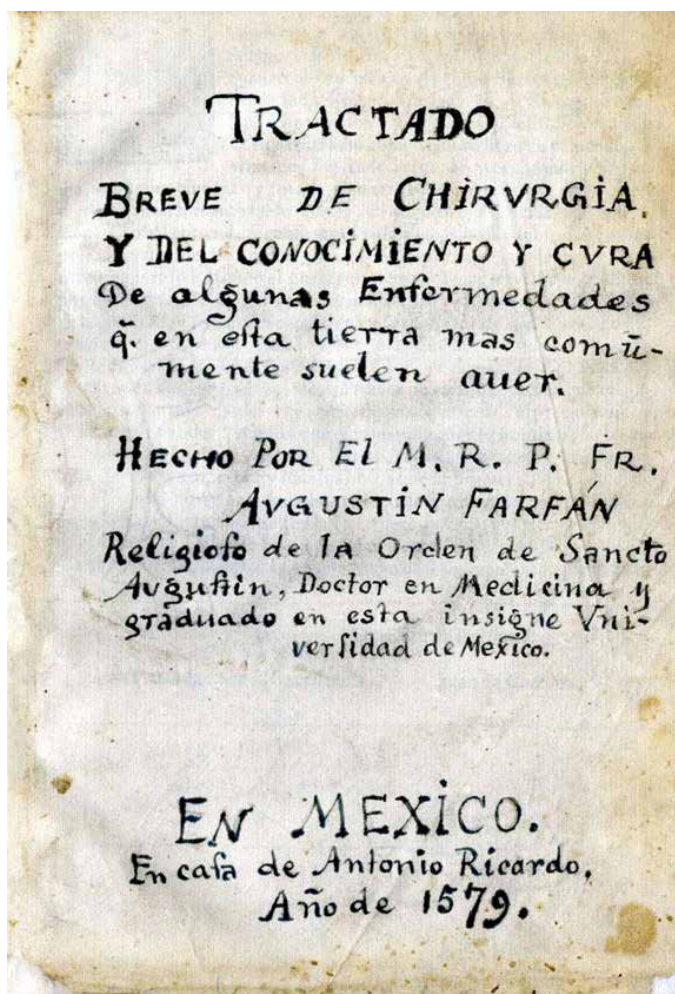 TRACTADO
BREVE DE CHIRVRGIA.
Y DEL CONOCIMIENTO Y CVRA
De algunas Enfermedades
q̃. en eſta tierra mas comũ-
mente suelen auer.
HECHO POR El M. R. P. FR.
AVGUSTIN FARFÁN
Religioſo de la Orden de Sancto
Avguſtin, Doctor en Medicina y
graduado en esta insigne Vni-
verſidad de Mexico.
EN MEXICO.
En caſa de Antonio Ricardo.
Año de 1579.